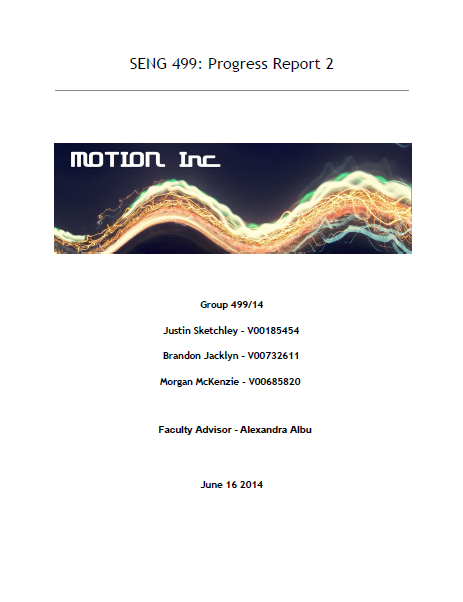 SENG 499: Progress Report 2
MOTION Inc
Group 499/14
Justin Sketchley - V00185454
Brandon Jacklyn - V00732611
Morgan McKenzie - V00685820
Faculty Advisor - Alexandra Albu
June 16 2014